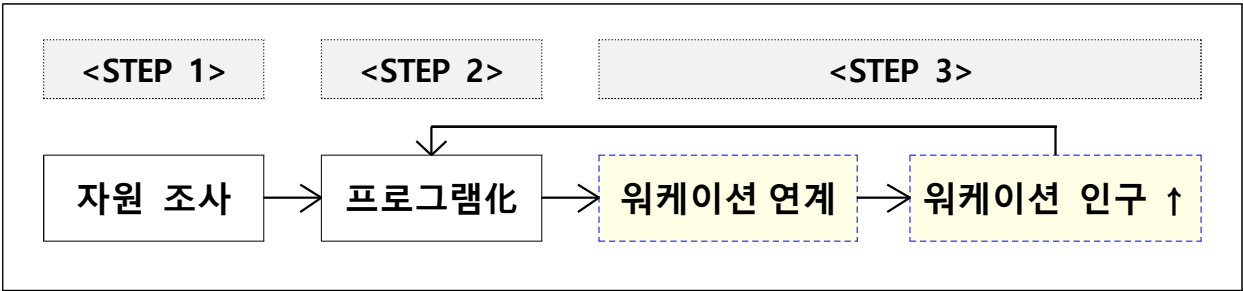 <STEP 1> <STEP 2> <STEP 3>
자원 조사 프로그램化 워케이션 연계 워케이션 인구 ↑